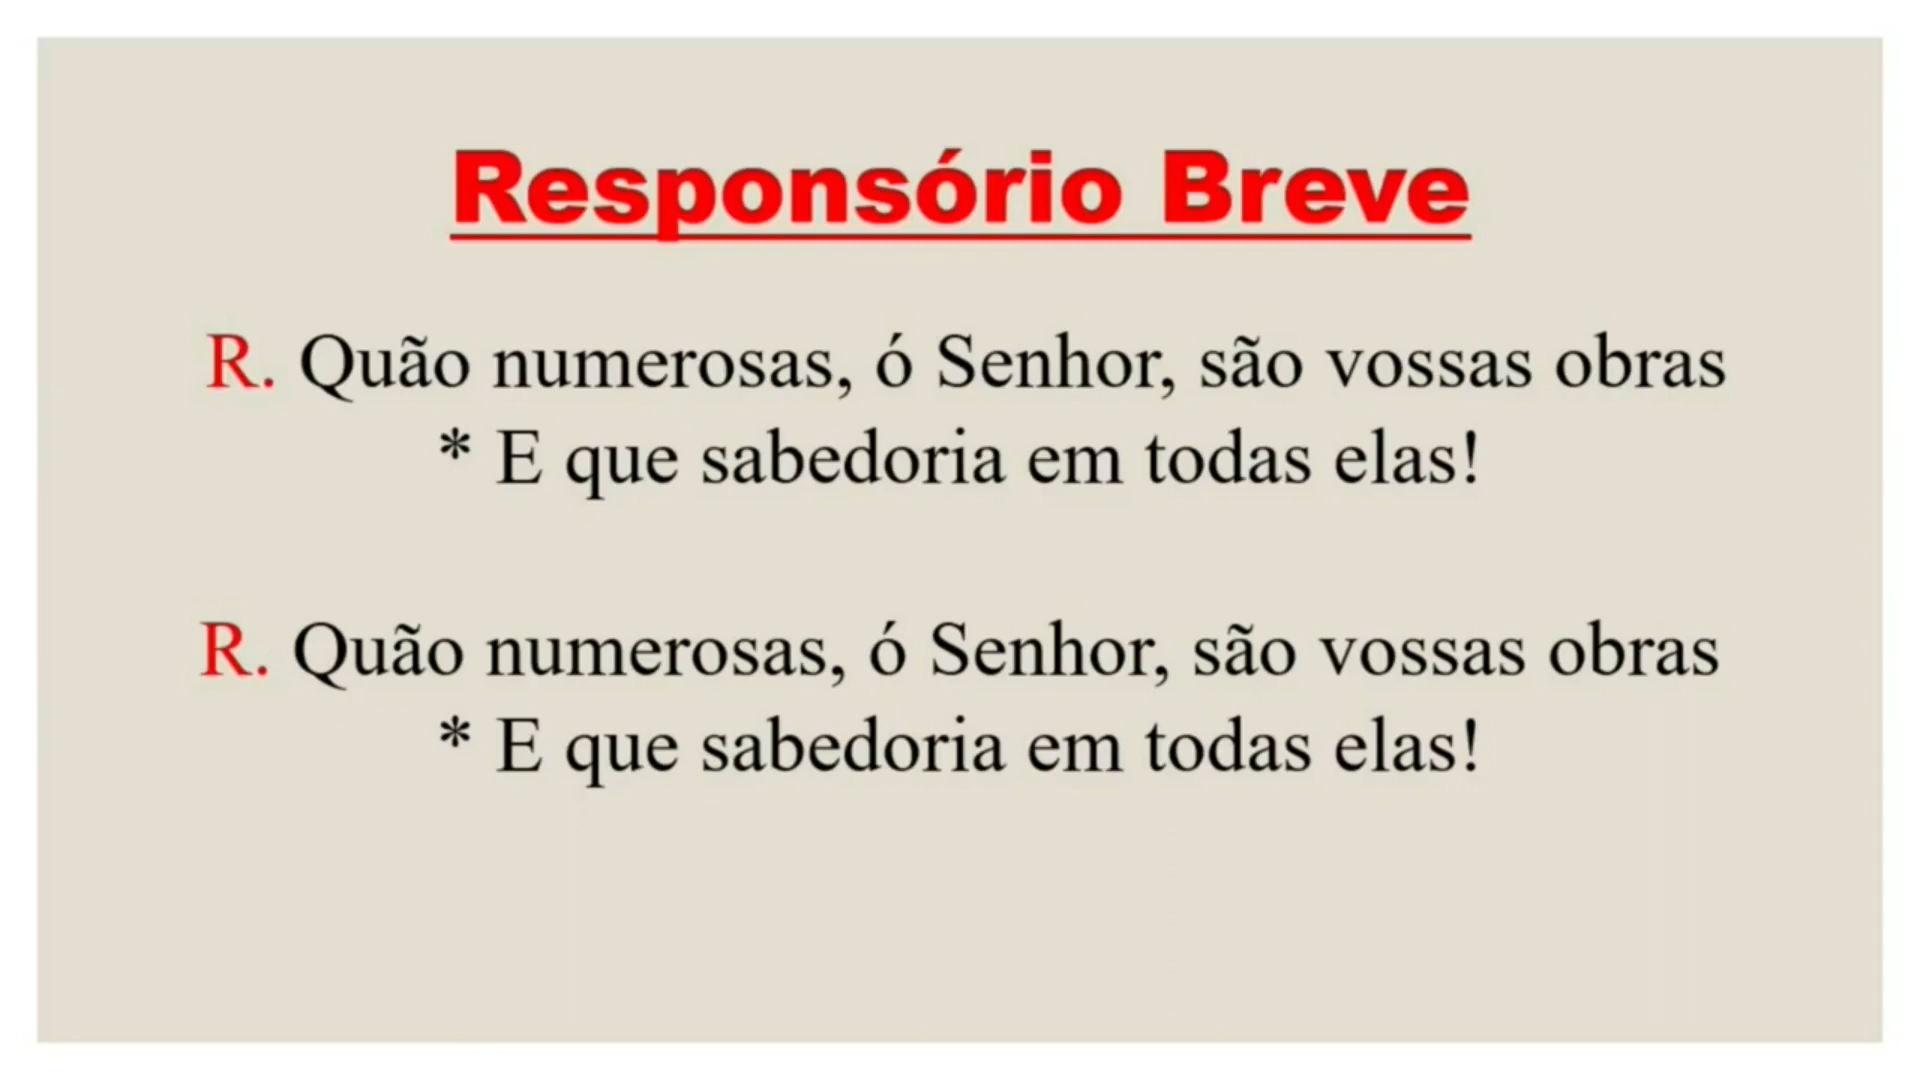 Responsório Breve
R. Quão numerosas, ó Senhor, são vossas obras
* E que sabedoria em todas elas!
R. Quão numerosas, ó Senhor, são vossas obras
* E que sabedoria em todas elas!